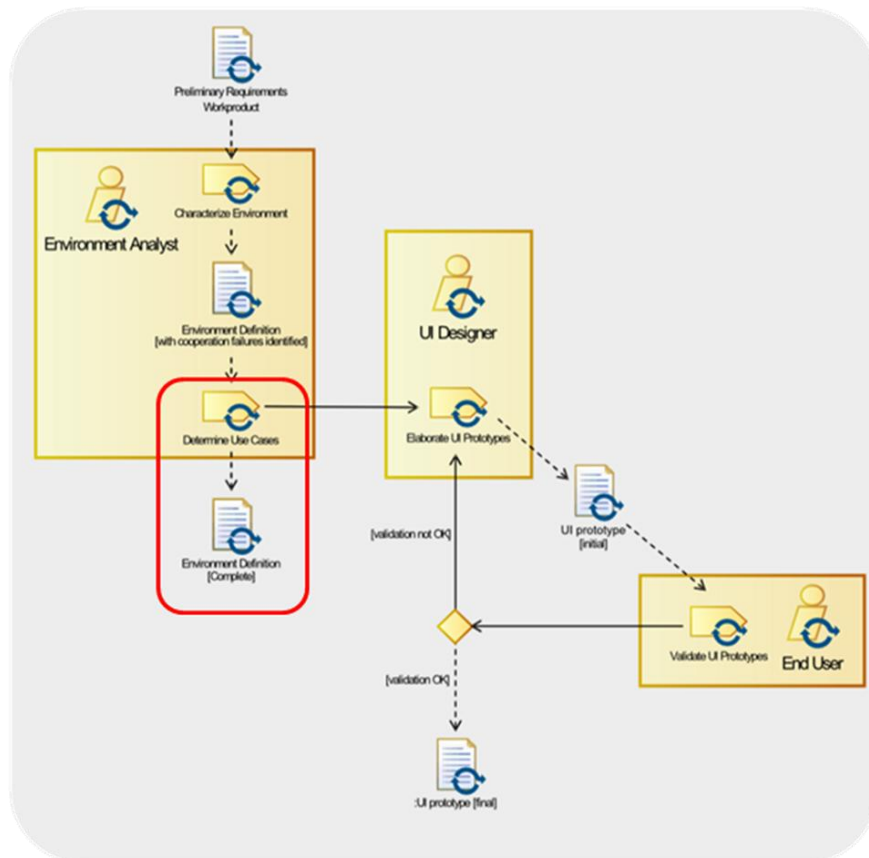 Preliminary Requirements
Workproduct
Characterize Environment
Environment Analyst
Environment Definition
[with cooperation failures identified]
UI Designer
Determine Use Cases
Elaborate UI Prototypes
[validation not OK]
UI prototype
[initial]
Environment Definition
[Complete]
Validate UI Prototypes
End User
[validation OK]
:UI prototype [final]